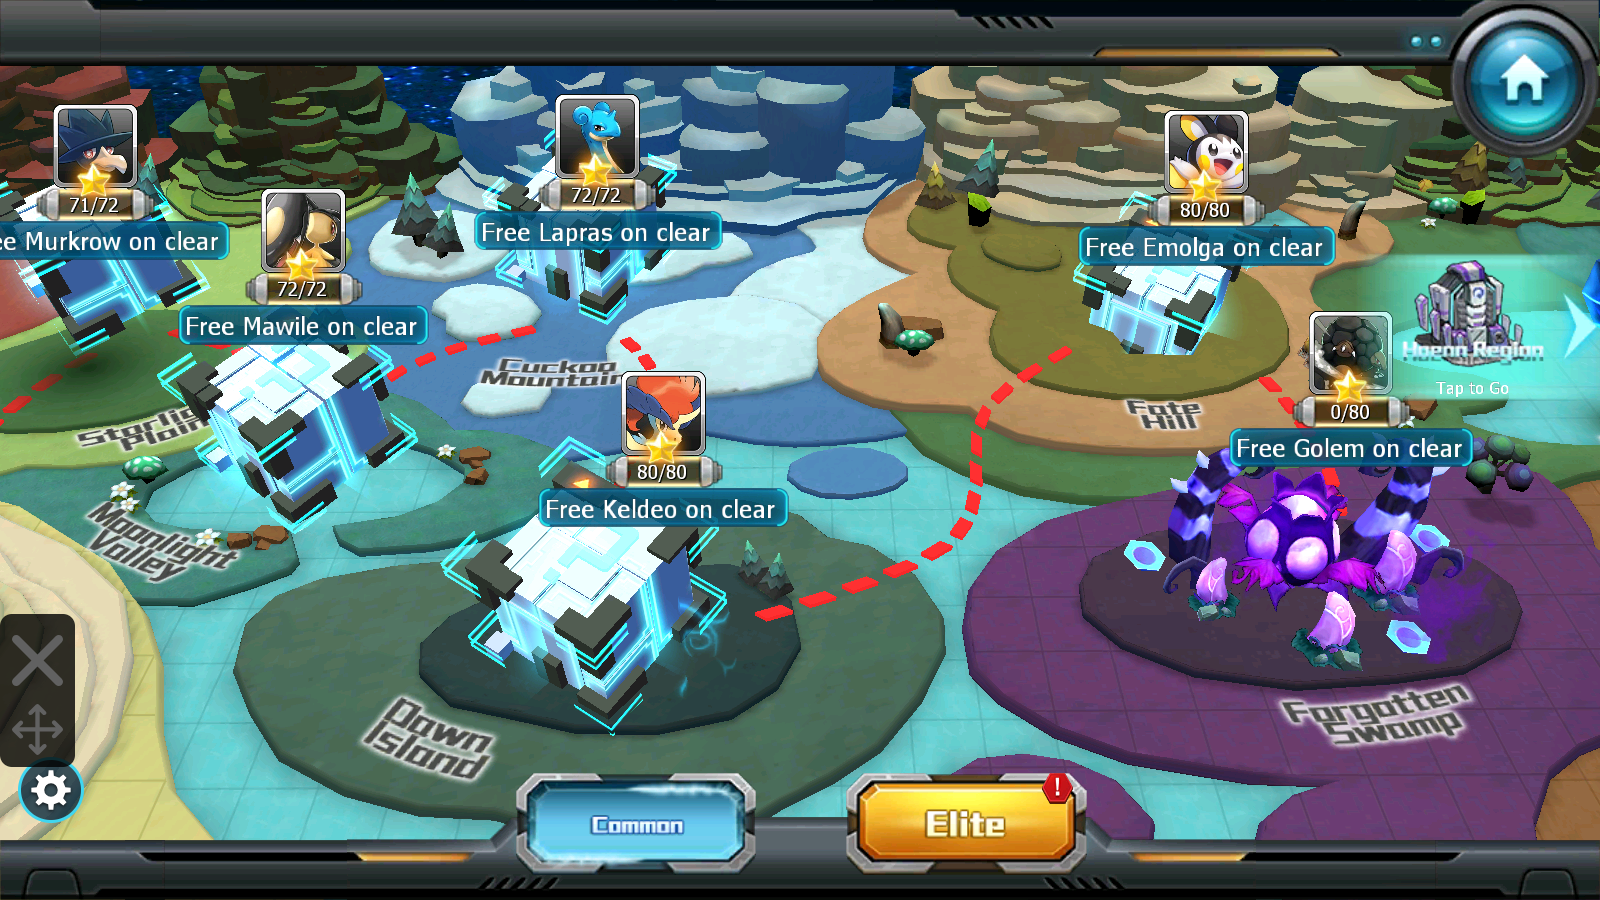 71/72
ee Murkrow on clear
72/72
Free Mawile on clear
72/72
Free Lapras on clear
80/80
Free Emolga on clear
Hoenn Region
Tap to Go
0/80
Free Golem on clear
80/80
Free Keldeo on clear
Cuckoo
Mountain
Starlig
Plain
Fate
Hill
Moonlight
Valley
Dawn
Island
Forgotten
Swamp
Common
Elite
!